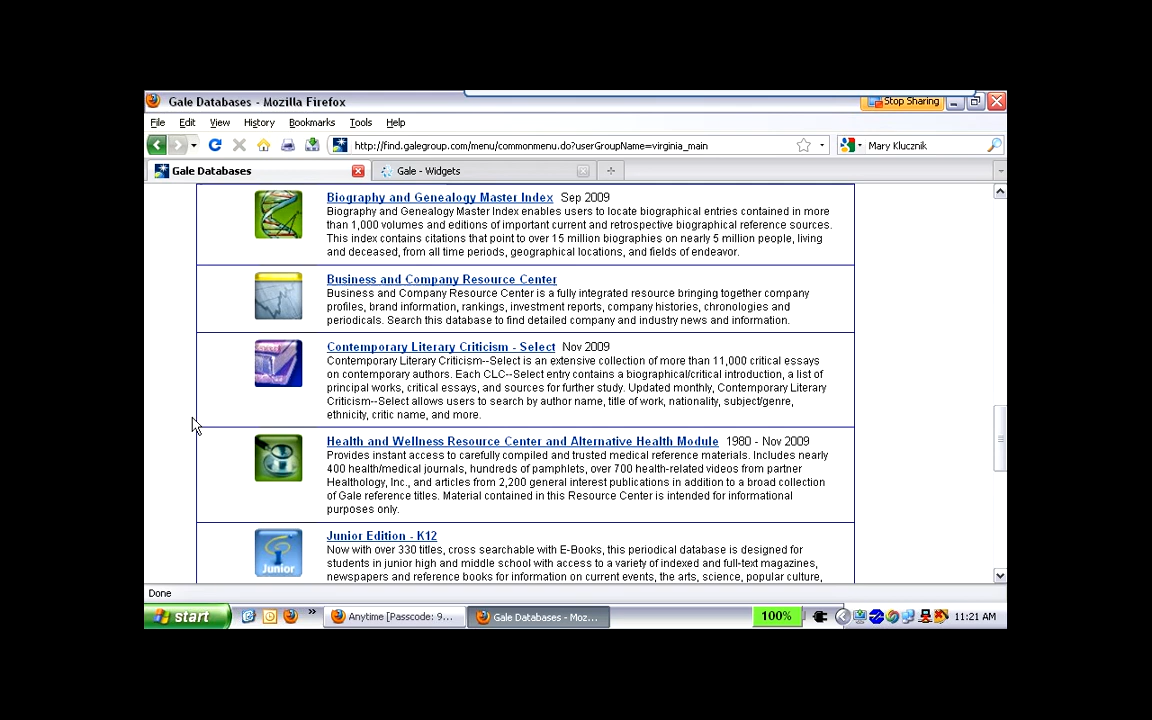 Gale Databases - Mozilla Firefox
Stop Sharing
File Edit View History Bookmarks Tools Help
http://find.galegroup.com/menu/commonmenu.do?userGroupName=virginia_main
Mary Klucznik
Gale Databases
Gale - Widgets
Biography and Genealogy Master Index Sep 2009
Biography and Genealogy Master Index enables users to locate biographical entries contained in more
than 1,000 volumes and editions of important current and retrospective biographical reference sources.
This index contains citations that point to over 15 million biographies on nearly 5 million people, living
and deceased, from all time periods, geographical locations, and fields of endeavor.
Business and Company Resource Center
Business and Company Resource Center is a fully integrated resource bringing together company
profiles, brand information, rankings, investment reports, company histories, chronologies and
periodicals. Search this database to find detailed company and industry news and information.
Contemporary Literary Criticism - Select Nov 2009
Contemporary Literary Criticism--Select is an extensive collection of more than 11,000 critical essays
on contemporary authors. Each CLC--Select entry contains a biographical/critical introduction, a list of
principal works, critical essays, and sources for further study. Updated monthly, Contemporary Literary
Criticism--Select allows users to search by author name, title of work, nationality, subject/genre,
ethnicity, critic name, and more.
Health and Wellness Resource Center and Alternative Health Module 1980 - Nov 2009
Provides instant access to carefully compiled and trusted medical reference materials. Includes nearly
400 health/medical journals, hundreds of pamphlets, over 700 health-related videos from partner
Healthology, Inc., and articles from 2,200 general interest publications in addition to a broad collection
of Gale reference titles. Material contained in this Resource Center is intended for informational
purposes only.
Junior
Junior Edition - K12
Now with over 330 titles, cross searchable with E-Books, this periodical database is designed for
students in junior high and middle school with access to a variety of indexed and full-text magazines,
newspapers and reference books for information on current events, the arts, science, popular culture,
Done
start
Anytime [Passcode: 9...
Gale Databases - Moz...
100%
11:21 AM